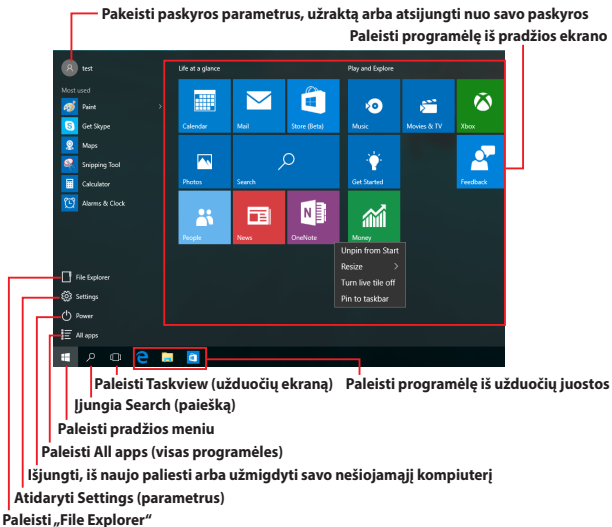 Pakeisti paskyros parametrus, užraktą arba atsijungti nuo savo paskyros
Paleisti programėlę iš pradžios ekrano
test
Life at a glance
Play and Explore
Most used
Paint
Get Skype
Maps
Snipping Tool
Calculator
Alarms & Clock
Calendar
Mail
Store (Beta)
Music
Movies & TV
Xbox
Photos
Search
Get Started
Feedback
People
News
OneNote
Money
Unpin from Start
Resize
Turn live tile off
Pin to taskbar
File Explorer
Settings
Power
All apps
Paleisti Taskview (užduočių ekraną)
Paleisti programėlę iš užduočių juostos
Įjungia Search (paiešką)
Paleisti pradžios meniu
Paleisti All apps (visas programėles)
Išjungti, iš naujo paliesti arba užmigdyti savo nešiojamąjį kompiuterį
Atidaryti Settings (parametrus)
Paleisti „File Explorer“